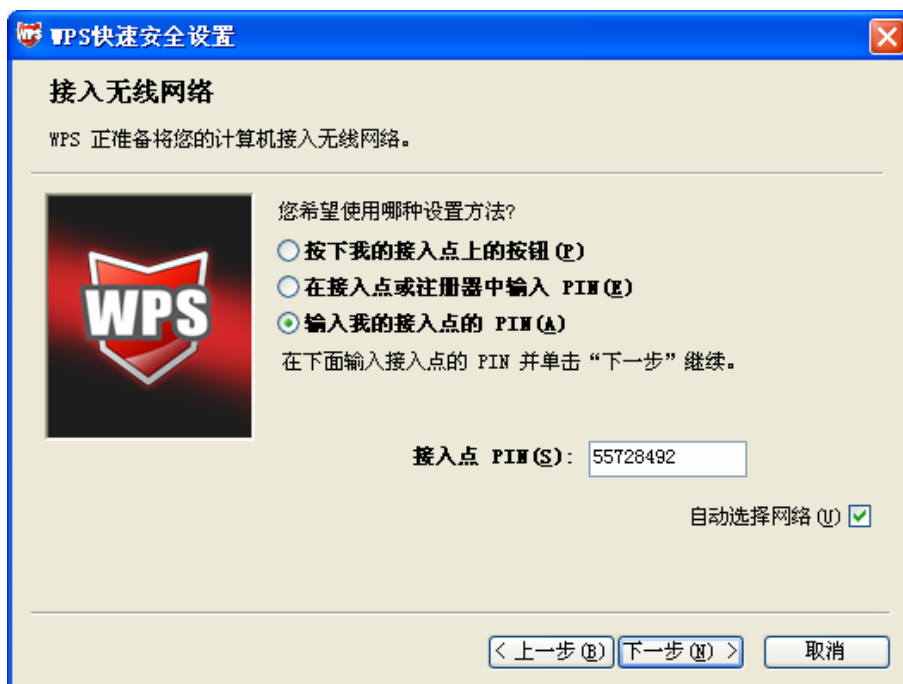 WPS快速安全设置
接入无线网络
WPS 正准备将您的计算机接入无线网络。
WPS
您希望使用哪种设置方法?
按下我的接入点上的按钮(P)
在接入点或注册器中输入 PIN(E)
输入我的接入点的 PIN(A)
在下面输入接入点的 PIN 并单击“下一步”继续。
接入点 PIN(S): 55728492
自动选择网络(U)
< 上一步(B) 下一步(N) > 取消